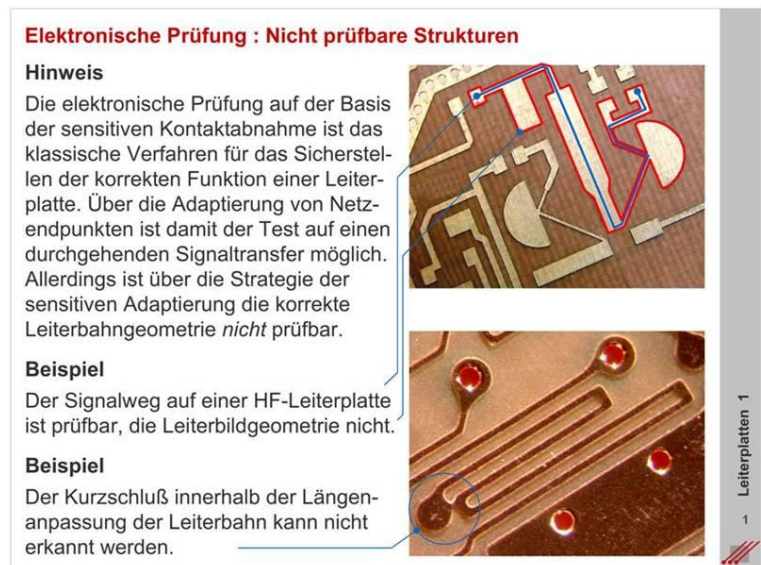 Elektronische Prüfung : Nicht prüfbare Strukturen
Hinweis
Die elektronische Prüfung auf der Basis
der sensitiven Kontaktabnahme ist das
klassische Verfahren für das Sicherstel-
len der korrekten Funktion einer Leiter-
platte. Über die Adaptierung von Netz-
endpunkten ist damit der Test auf einen
durchgehenden Signaltransfer möglich.
Allerdings ist über die Strategie der
sensitiven Adaptierung die korrekte
Leiterbahngeometrie nicht prüfbar.
Beispiel
Der Signalweg auf einer HF-Leiterplatte
ist prüfbar, die Leiterbildgeometrie nicht.
Beispiel
Der Kurzschluß innerhalb der Längen-
anpassung der Leiterbahn kann nicht
erkannt werden.
Leiterplatten 1
1